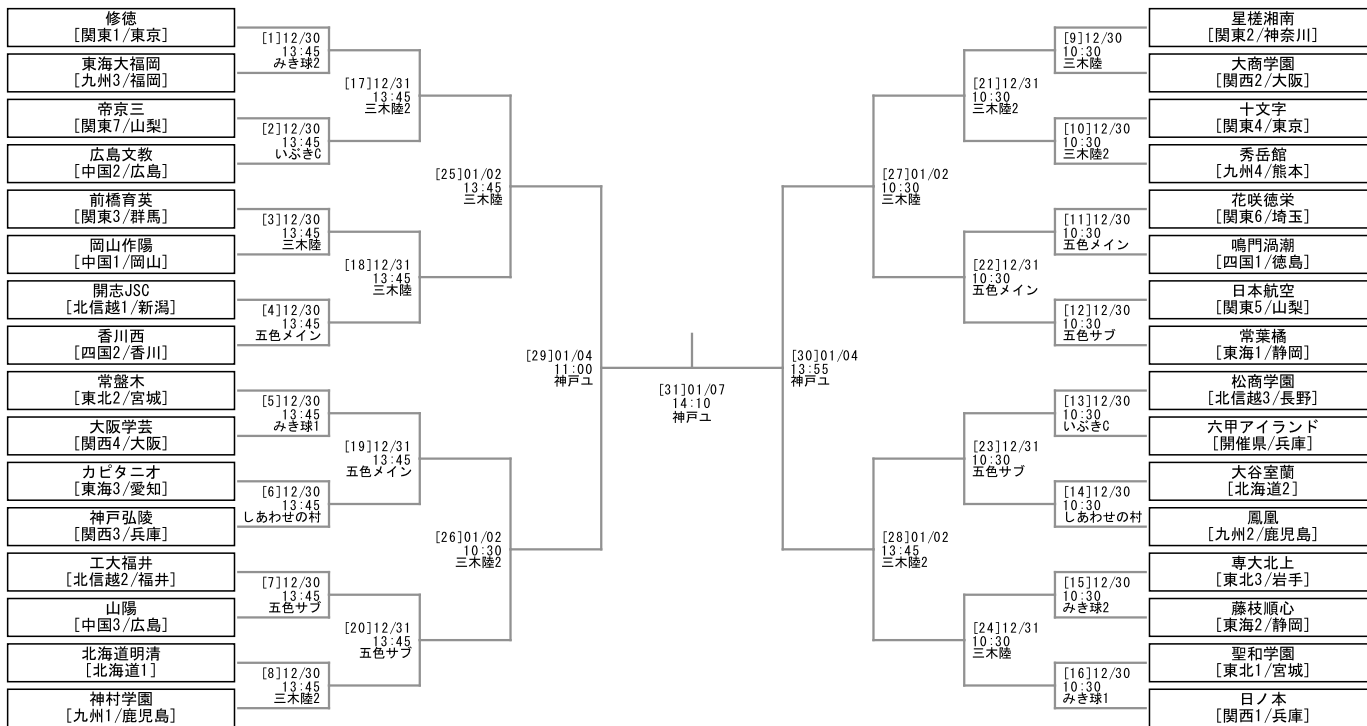 修徳
[関東1/東京]
東海大福岡
[九州3/福岡]
帝京三
[関東7/山梨]
広島文教
[中国2/広島]
前橋育英
[関東3/群馬]
岡山作陽
[中国1/岡山]
開志JSC
[北信越1/新潟]
香川西
[四国2/香川]
常盤木
[東北2/宮城]
大阪学芸
[関西4/大阪]
カピタニオ
[東海3/愛知]
神戸弘陵
[関西3/兵庫]
工大福井
[北信越2/福井]
山陽
[中国3/広島]
北海道明清
[北海道1]
神村学園
[九州1/鹿児島]
[1]12/30
13:45
みき球2
[2]12/30
13:45
いぶきC
[3]12/30
13:45
三木陸
[4]12/30
13:45
五色メイン
[5]12/30
13:45
みき球1
[6]12/30
13:45
しあわせの村
[7]12/30
13:45
五色サブ
[8]12/30
13:45
三木陸2
[17]12/31
13:45
三木陸2
[18]12/31
13:45
三木陸
[19]12/31
13:45
五色メイン
[20]12/31
13:45
五色サブ
[25]01/02
13:45
三木陸
[26]01/02
10:30
三木陸2
[29]01/04
11:00
神戸ユ
[31]01/07
14:10
神戸ユ
[30]01/04
13:55
神戸ユ
[27]01/02
10:30
三木陸
[28]01/02
13:45
三木陸2
[21]12/31
10:30
三木陸2
[22]12/31
10:30
五色メイン
[23]12/31
10:30
五色サブ
[24]12/31
10:30
三木陸
[9]12/30
10:30
三木陸
[10]12/30
10:30
三木陸2
[11]12/30
10:30
五色メイン
[12]12/30
10:30
五色サブ
[13]12/30
10:30
いぶきC
[14]12/30
10:30
しあわせの村
[15]12/30
10:30
みき球2
[16]12/30
10:30
みき球1
星槎湘南
[関東2/神奈川]
大商学園
[関西2/大阪]
十文字
[関東4/東京]
秀岳館
[九州4/熊本]
花咲徳栄
[関東6/埼玉]
鳴門渦潮
[四国1/徳島]
日本航空
[関東5/山梨]
常葉橘
[東海1/静岡]
松商学園
[北信越3/長野]
六甲アイランド
[開催県/兵庫]
大谷室蘭
[北海道2]
鳳凰
[九州2/鹿児島]
専大北上
[東北3/岩手]
藤枝順心
[東海2/静岡]
聖和学園
[東北1/宮城]
日ノ本
[関西1/兵庫]